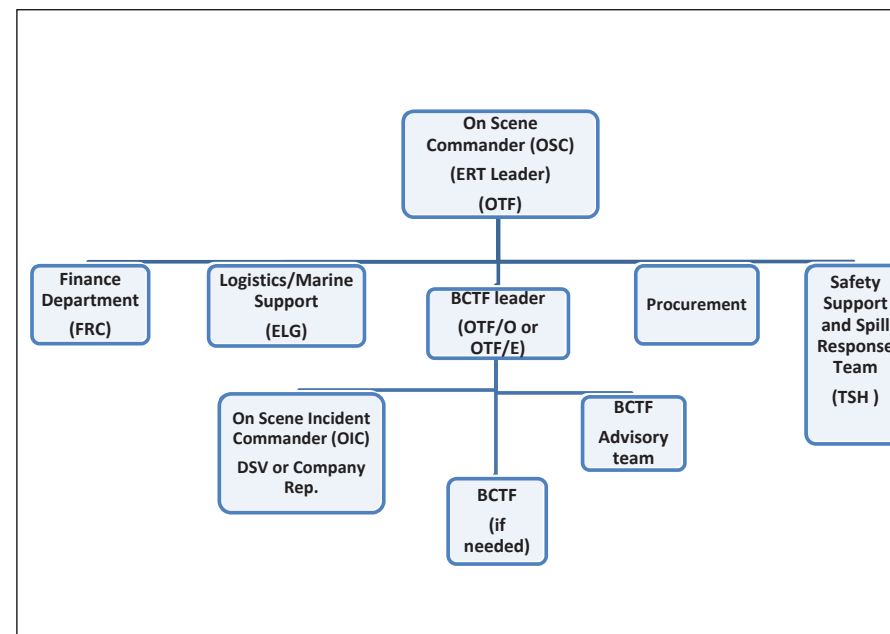 On Scene
Commander (OSC)
(ERT Leader)
(OTF)
Finance
Department
(FRC)
Logistics/Marine
Support
(ELG)
BCTF leader
(OTF/O or
OTF/E)
Procurement
Safety
Support
and Spill
Response
Team
(TSH )
On Scene Incident
Commander (OIC)
DSV or Company
Rep.
BCTF
(if
needed)
BCTF
Advisory
team